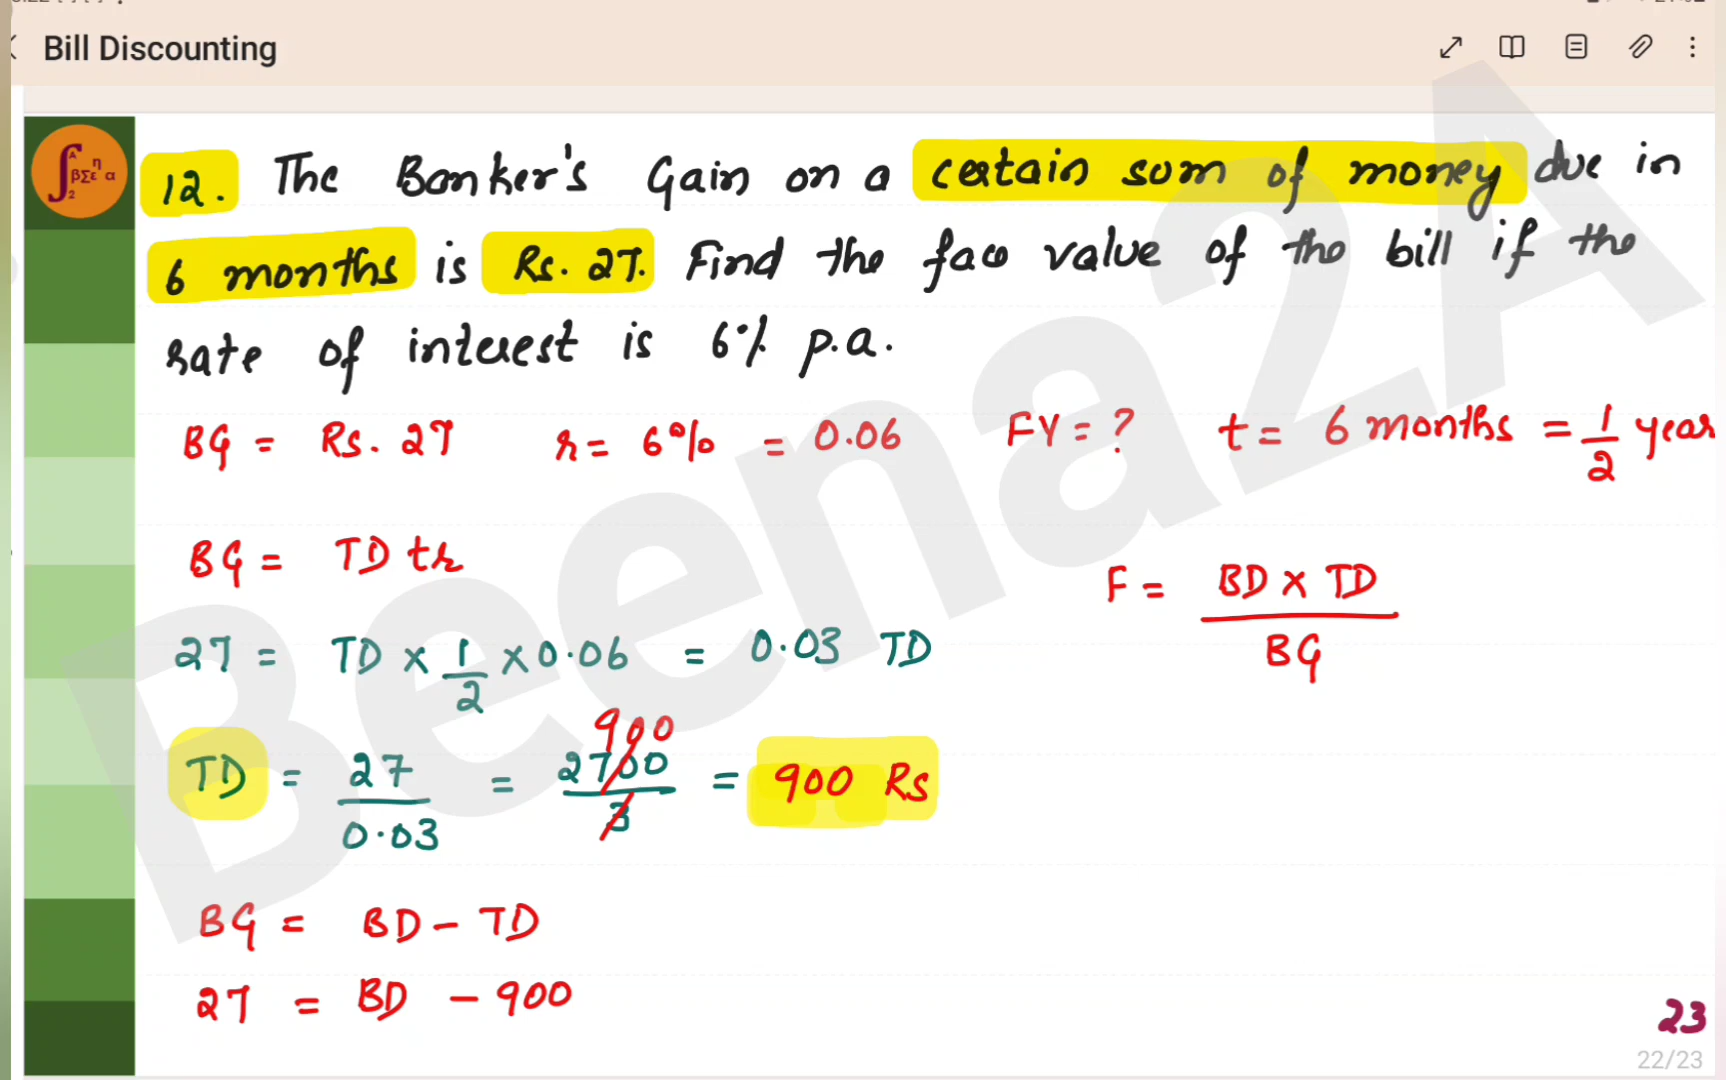 Bill Discounting
12. The Banker's Gain on a certain sum of money due in
6 months is Rs. 27. Find the face value of the bill if the
rate of interest is 6% p.a.
BG = Rs. 27 r = 6% = 0.06 FV = ? t = 6 months = 1/2 year
BG = TD tr
F = BD × TD / BG
27 = TD × 1/2 × 0.06 = 0.03 TD
TD = 27/0.03 = 2700/3 = 900 Rs
900
BG = BD - TD
27 = BD - 900
23
22/23
Beena2A